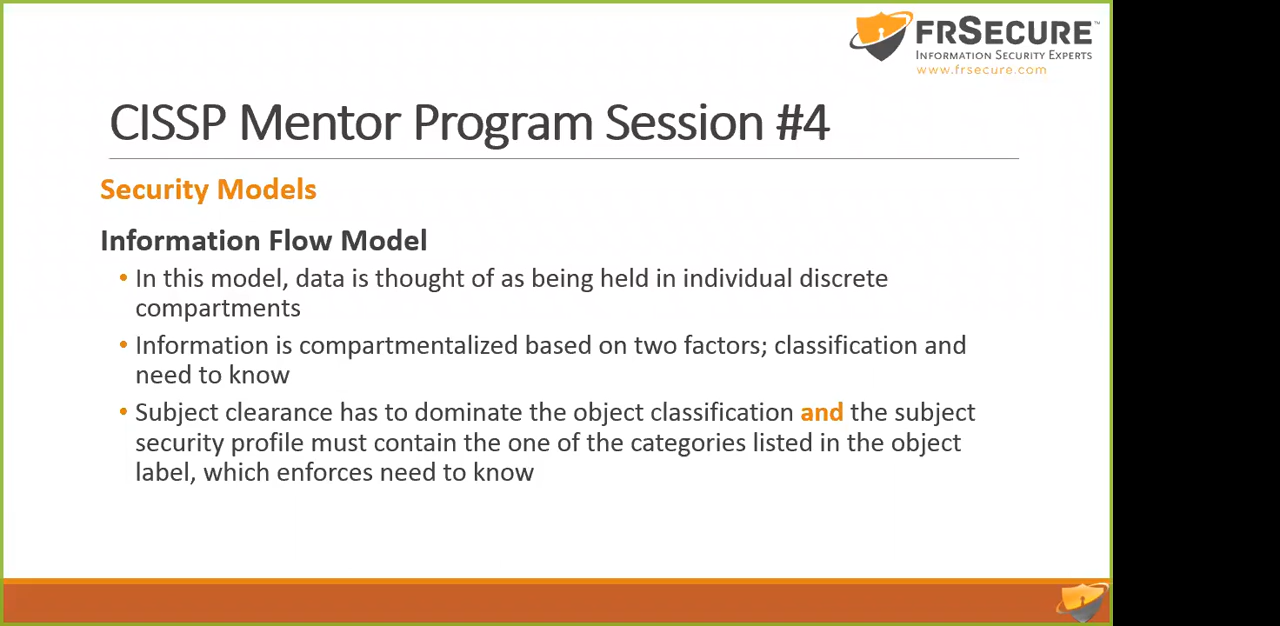 FRSECURE™
INFORMATION SECURITY EXPERTS
www.frsecure.com
CISSP Mentor Program Session #4
Security Models
Information Flow Model
• In this model, data is thought of as being held in individual discrete
compartments
• Information is compartmentalized based on two factors; classification and
need to know
• Subject clearance has to dominate the object classification and the subject
security profile must contain the one of the categories listed in the object
label, which enforces need to know